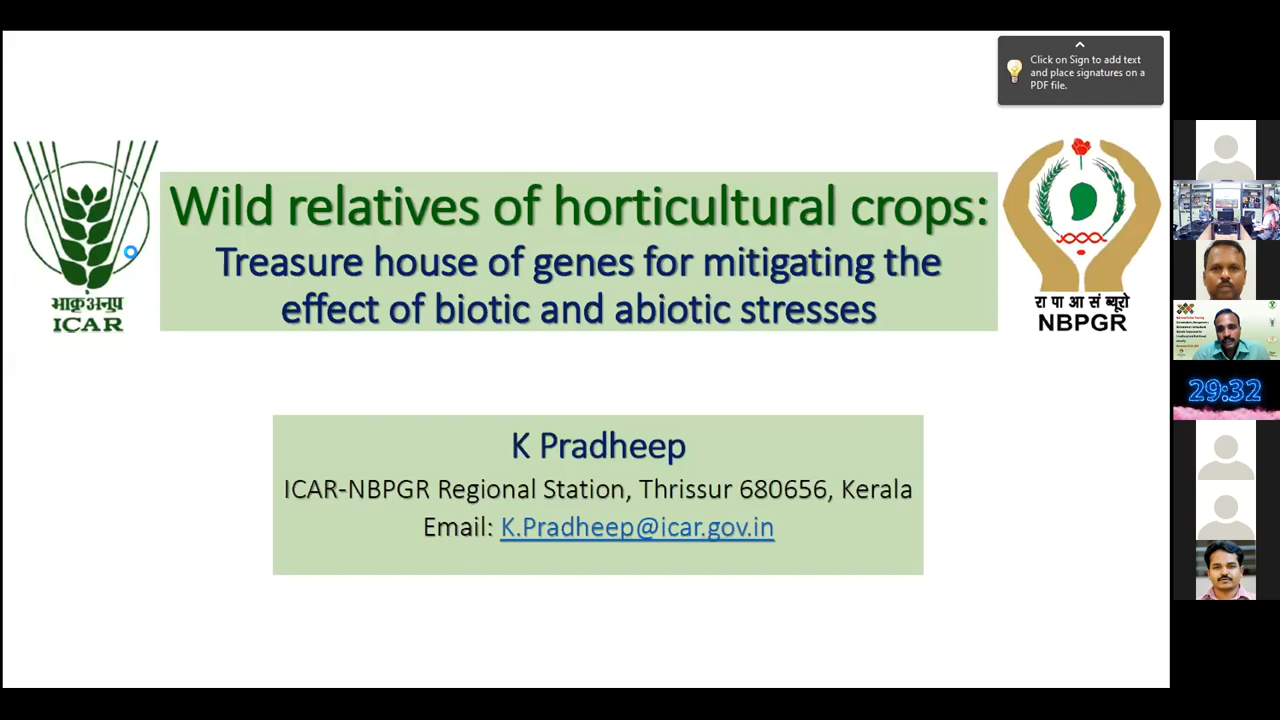 Click on Sign to add text
and place signatures on a
PDF file.
Wild relatives of horticultural crops:
Treasure house of genes for mitigating the
effect of biotic and abiotic stresses
भाकृअनुप
ICAR
रा पा आ सं ब्यूरो
NBPGR
K Pradheep
ICAR-NBPGR Regional Station, Thrissur 680656, Kerala
Email: K.Pradheep@icar.gov.in
29:32